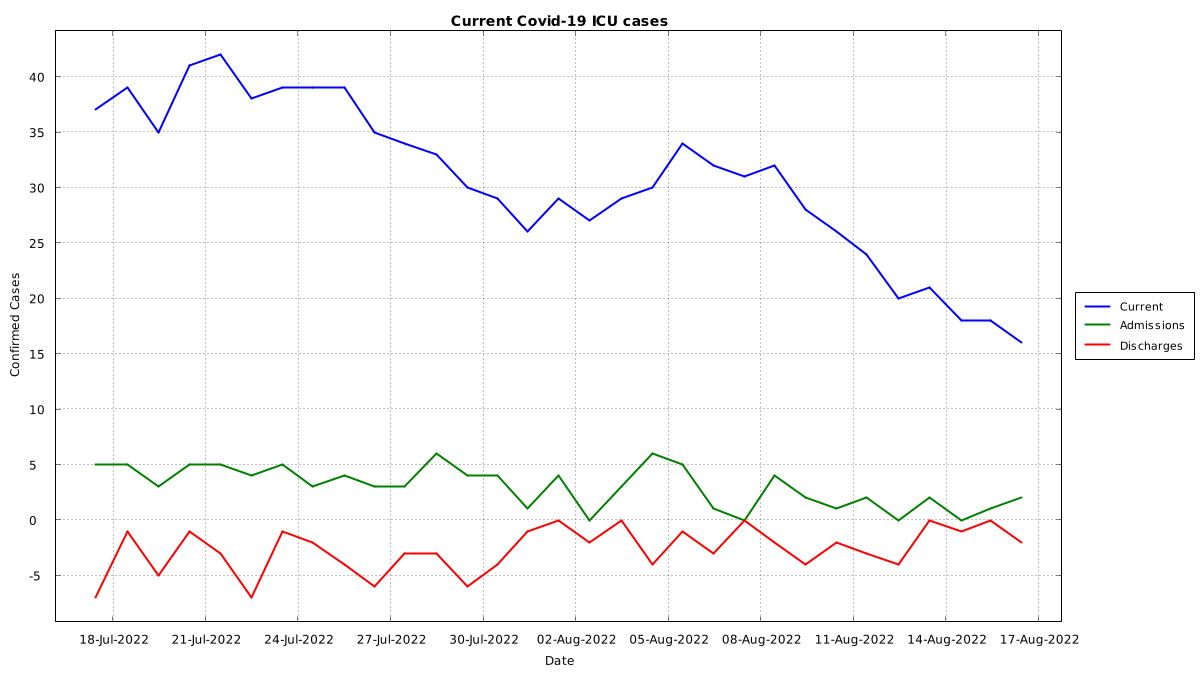 Current Covid-19 ICU cases
Confirmed Cases
40
35
30
25
20
15
10
5
0
-5
18-Jul-2022 21-Jul-2022 24-Jul-2022 27-Jul-2022 30-Jul-2022 02-Aug-2022 05-Aug-2022 08-Aug-2022 11-Aug-2022 14-Aug-2022 17-Aug-2022
Date
Current
Admissions
Discharges